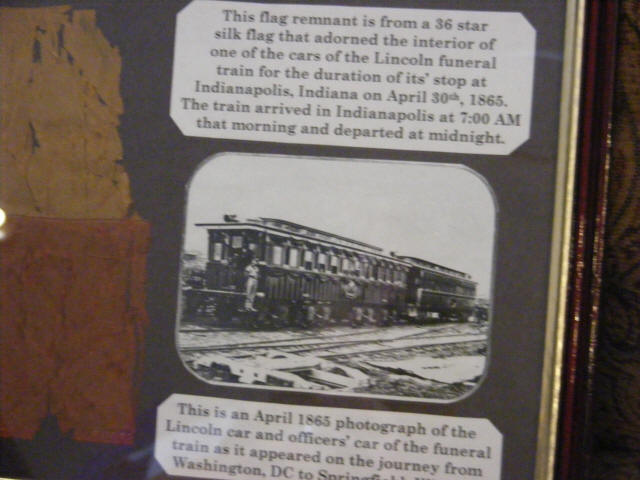 This flag remnant is from a 36 star
silk flag that adorned the interior of
one of the cars of the Lincoln funeral
train for the duration of its' stop at
Indianapolis, Indiana on April 30th, 1865.
The train arrived in Indianapolis at 7:00 AM
that morning and departed at midnight.
This is an April 1865 photograph of the
Lincoln car and officers' car of the funeral
train as it appeared on the journey from
Washington, DC to Springfield,